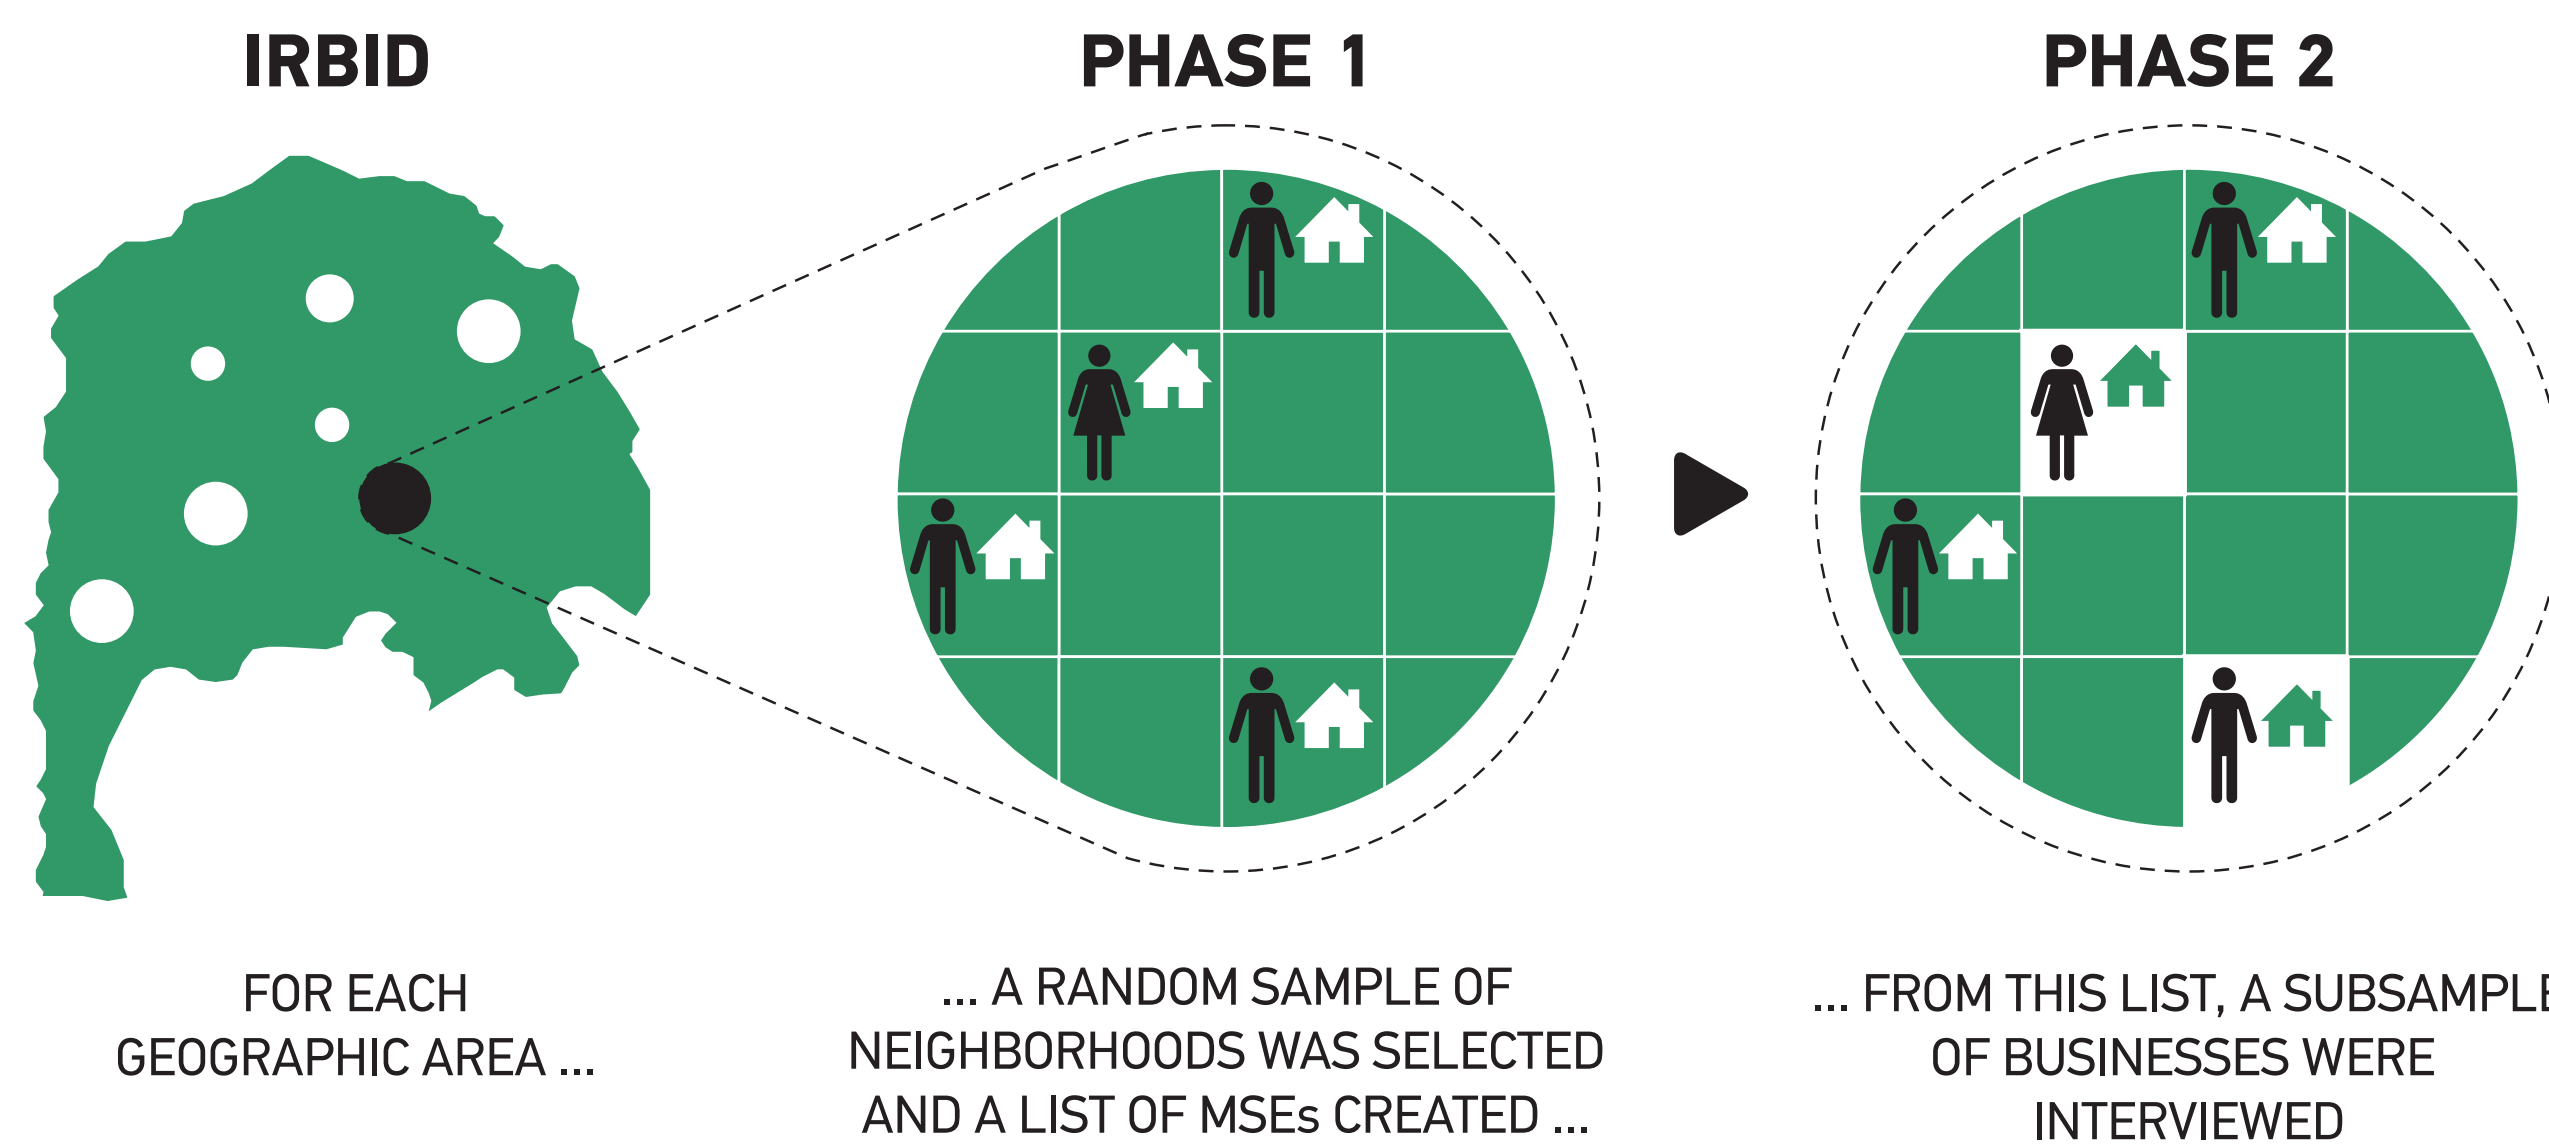 IRBID
FOR EACH
GEOGRAPHIC AREA ...
PHASE 1
... A RANDOM SAMPLE OF
NEIGHBORHOODS WAS SELECTED
AND A LIST OF MSEs CREATED ...
PHASE 2
... FROM THIS LIST, A SUBSAMPLE
OF BUSINESSES WERE
INTERVIEWED